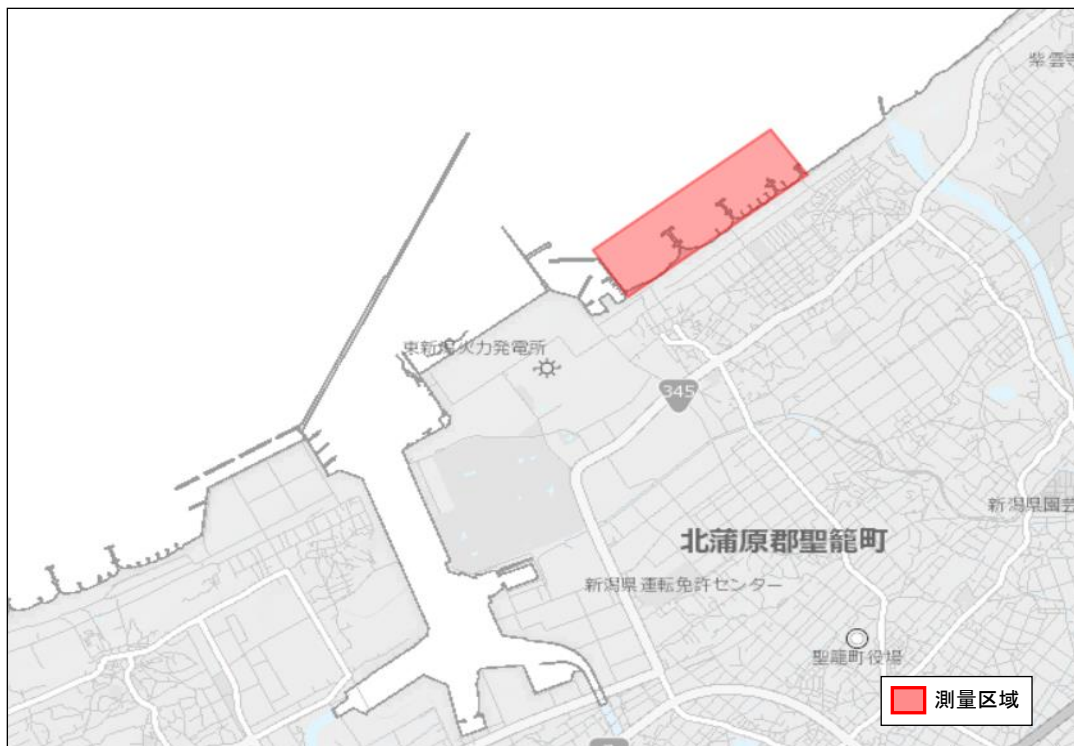 紫雲寺
東新潟火力発電所
345
新潟県園芸
北蒲原郡聖籠町
新潟県運転免許センター
聖籠町役場
測量区域